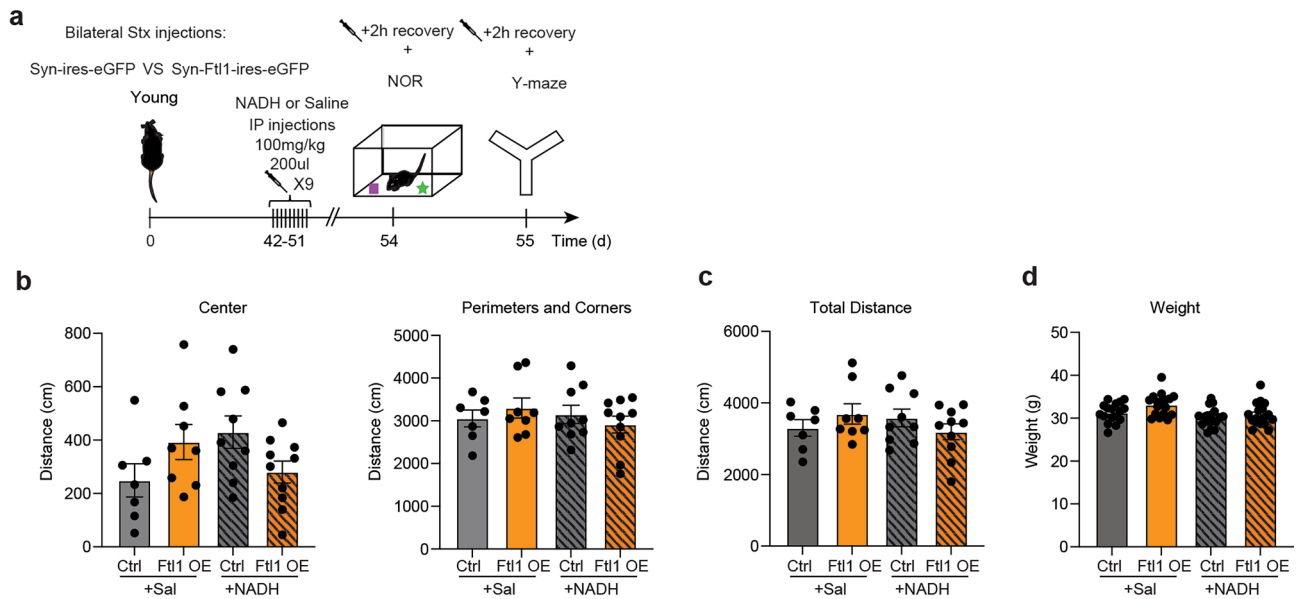 a
Bilateral Stx injections:
Syn-ires-eGFP VS Syn-Ftl1-ires-eGFP
Young
NADH or Saline
IP injections
100mg/kg
200ul
X9
+2h recovery
+
NOR
+2h recovery
+
Y-maze
0
42-51
54
55
Time (d)
b
Center
Distance (cm)
800
600
400
200
0
Ctrl Ftl1 OE Ctrl Ftl1 OE
+Sal +NADH
Perimeters and Corners
Distance (cm)
5000
4000
3000
2000
1000
0
Ctrl Ftl1 OE Ctrl Ftl1 OE
+Sal +NADH
c
Total Distance
Distance (cm)
6000
4000
2000
0
Ctrl Ftl1 OE Ctrl Ftl1 OE
+Sal +NADH
d
Weight
Weight (g)
50
40
30
20
10
0
Ctrl Ftl1 OE Ctrl Ftl1 OE
+Sal +NADH